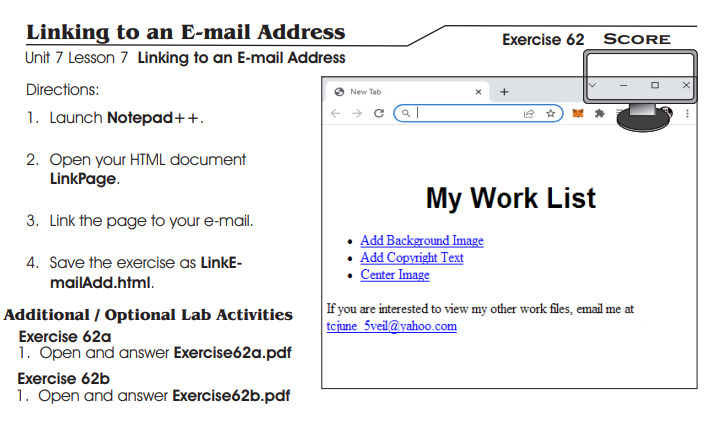 Linking to an E-mail Address
Exercise 62 SCORE
Unit 7 Lesson 7 Linking to an E-mail Address
Directions:
1. Launch Notepad++.
2. Open your HTML document
LinkPage.
3. Link the page to your e-mail.
4. Save the exercise as LinkE-
mailAdd.html.
Additional / Optional Lab Activities
Exercise 62a
1. Open and answer Exercise62a.pdf
Exercise 62b
1. Open and answer Exercise62b.pdf
New Tab
My Work List
• Add Background Image
• Add Copyright Text
• Center Image
If you are interested to view my other work files, email me at
tcjune_5veil@yahoo.com